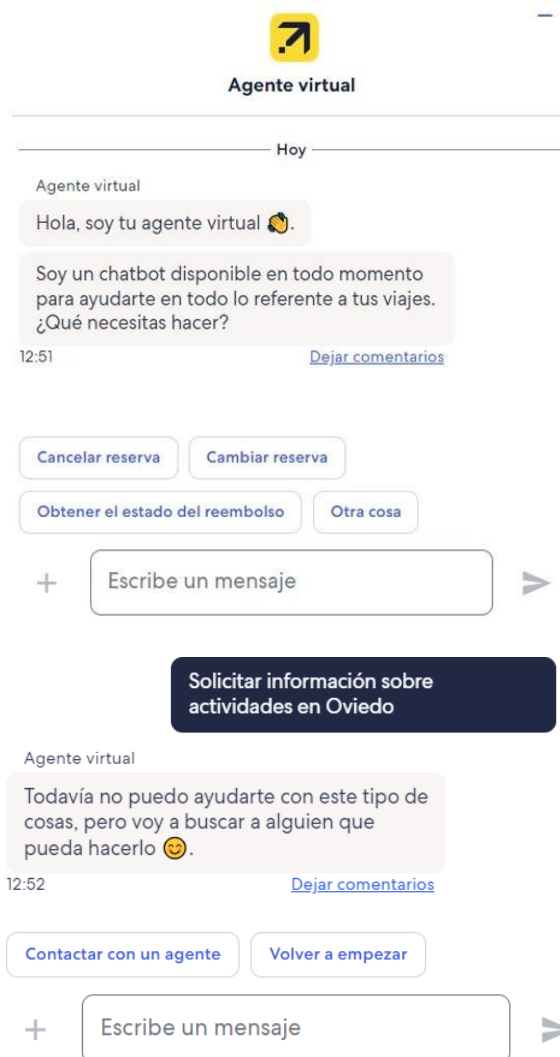 Agente virtual
Hoy
Agente virtual
Hola, soy tu agente virtual 👏.
Soy un chatbot disponible en todo momento
para ayudarte en todo lo referente a tus viajes.
¿Qué necesitas hacer?
12:51 Dejar comentarios
Cancelar reserva Cambiar reserva
Obtener el estado del reembolso Otra cosa
Escribe un mensaje
Solicitar información sobre
actividades en Oviedo
Agente virtual
Todavía no puedo ayudarte con este tipo de
cosas, pero voy a buscar a alguien que
pueda hacerlo 😊.
12:52 Dejar comentarios
Contactar con un agente Volver a empezar
Escribe un mensaje